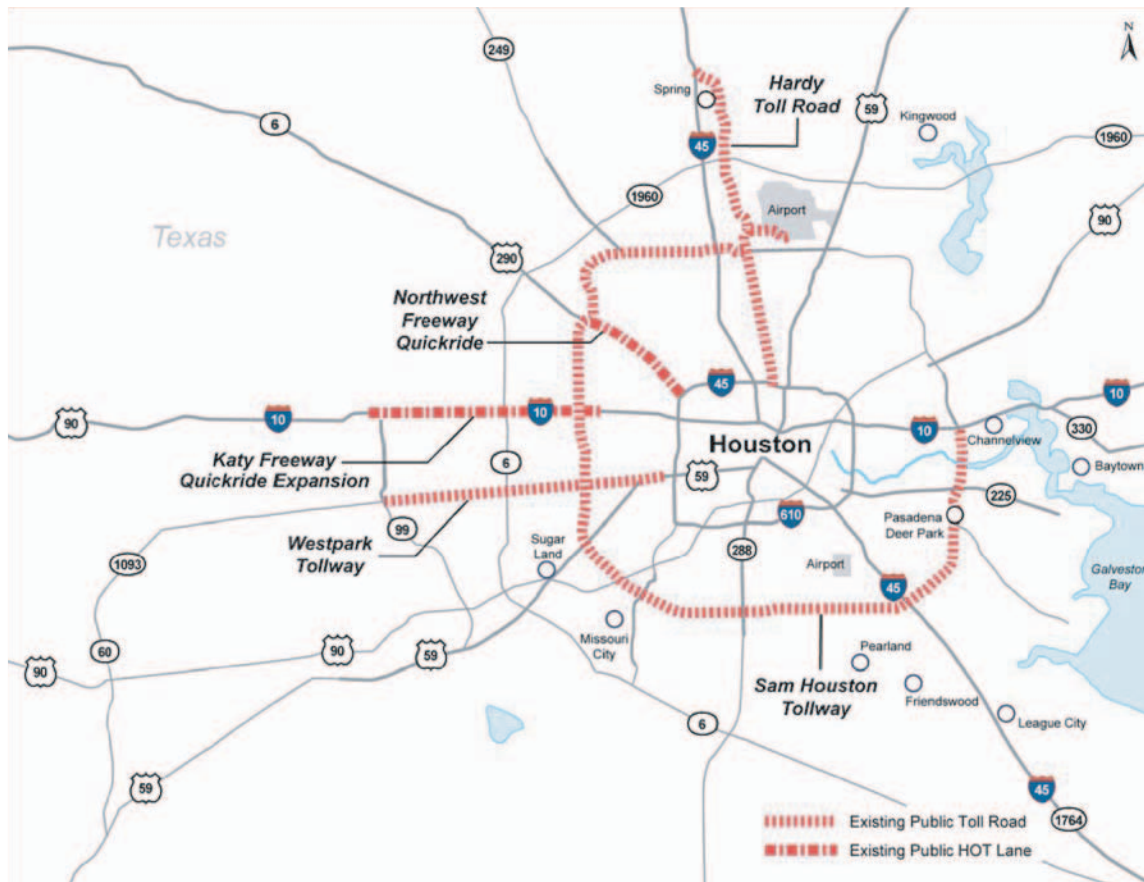 N
249
Hardy
Toll Road
Spring
59
Kingwood
6
45
1960
1960
Airport
90
Texas
290
Northwest
Freeway
Quickride
45
10
90
10
10
10
330
Channelview
Houston
Katy Freeway
Quickride Expansion
6
59
Baytown
225
610
Pasadena
Deer Park
99
Westpark
Tollway
Sugar
Land
288
Airport
1093
45
Galveston
Bay
Missouri
City
60
90
90
59
Pearland
Sam Houston
Tollway
Friendswood
League City
6
59
45
1764
Existing Public Toll Road
Existing Public HOT Lane